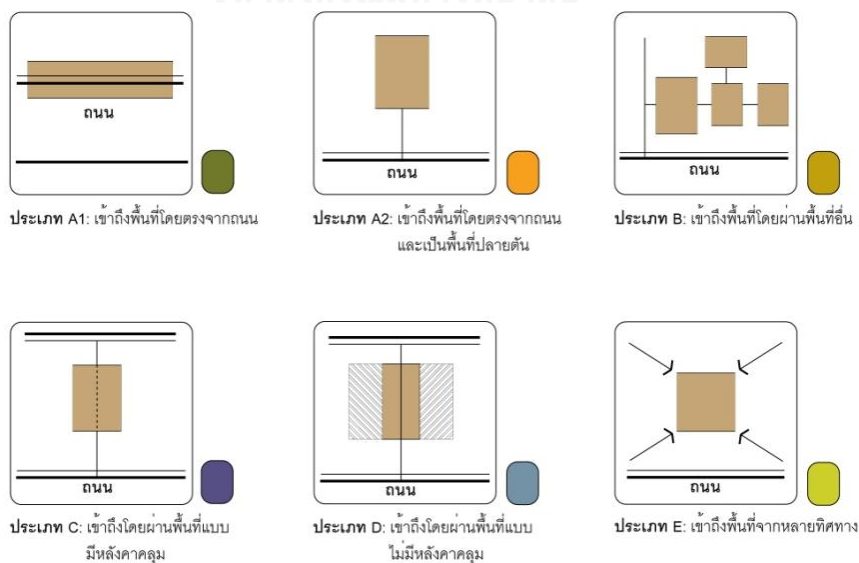 ถนน
ถนน
ถนน
ประเภท A1: เข้าถึงพื้นที่โดยตรงจากถนน
ประเภท A2: เข้าถึงพื้นที่โดยตรงจากถนน
และเป็นพื้นที่ปลายตัน
ประเภท B: เข้าถึงพื้นที่โดยผ่านพื้นที่อื่น
ถนน
ถนน
ถนน
ประเภท C: เข้าถึงโดยผ่านพื้นที่แบบ
มีหลังคาคลุม
ประเภท D: เข้าถึงโดยผ่านพื้นที่แบบ
ไม่มีหลังคาคลุม
ประเภท E: เข้าถึงพื้นที่จากหลายทิศทาง